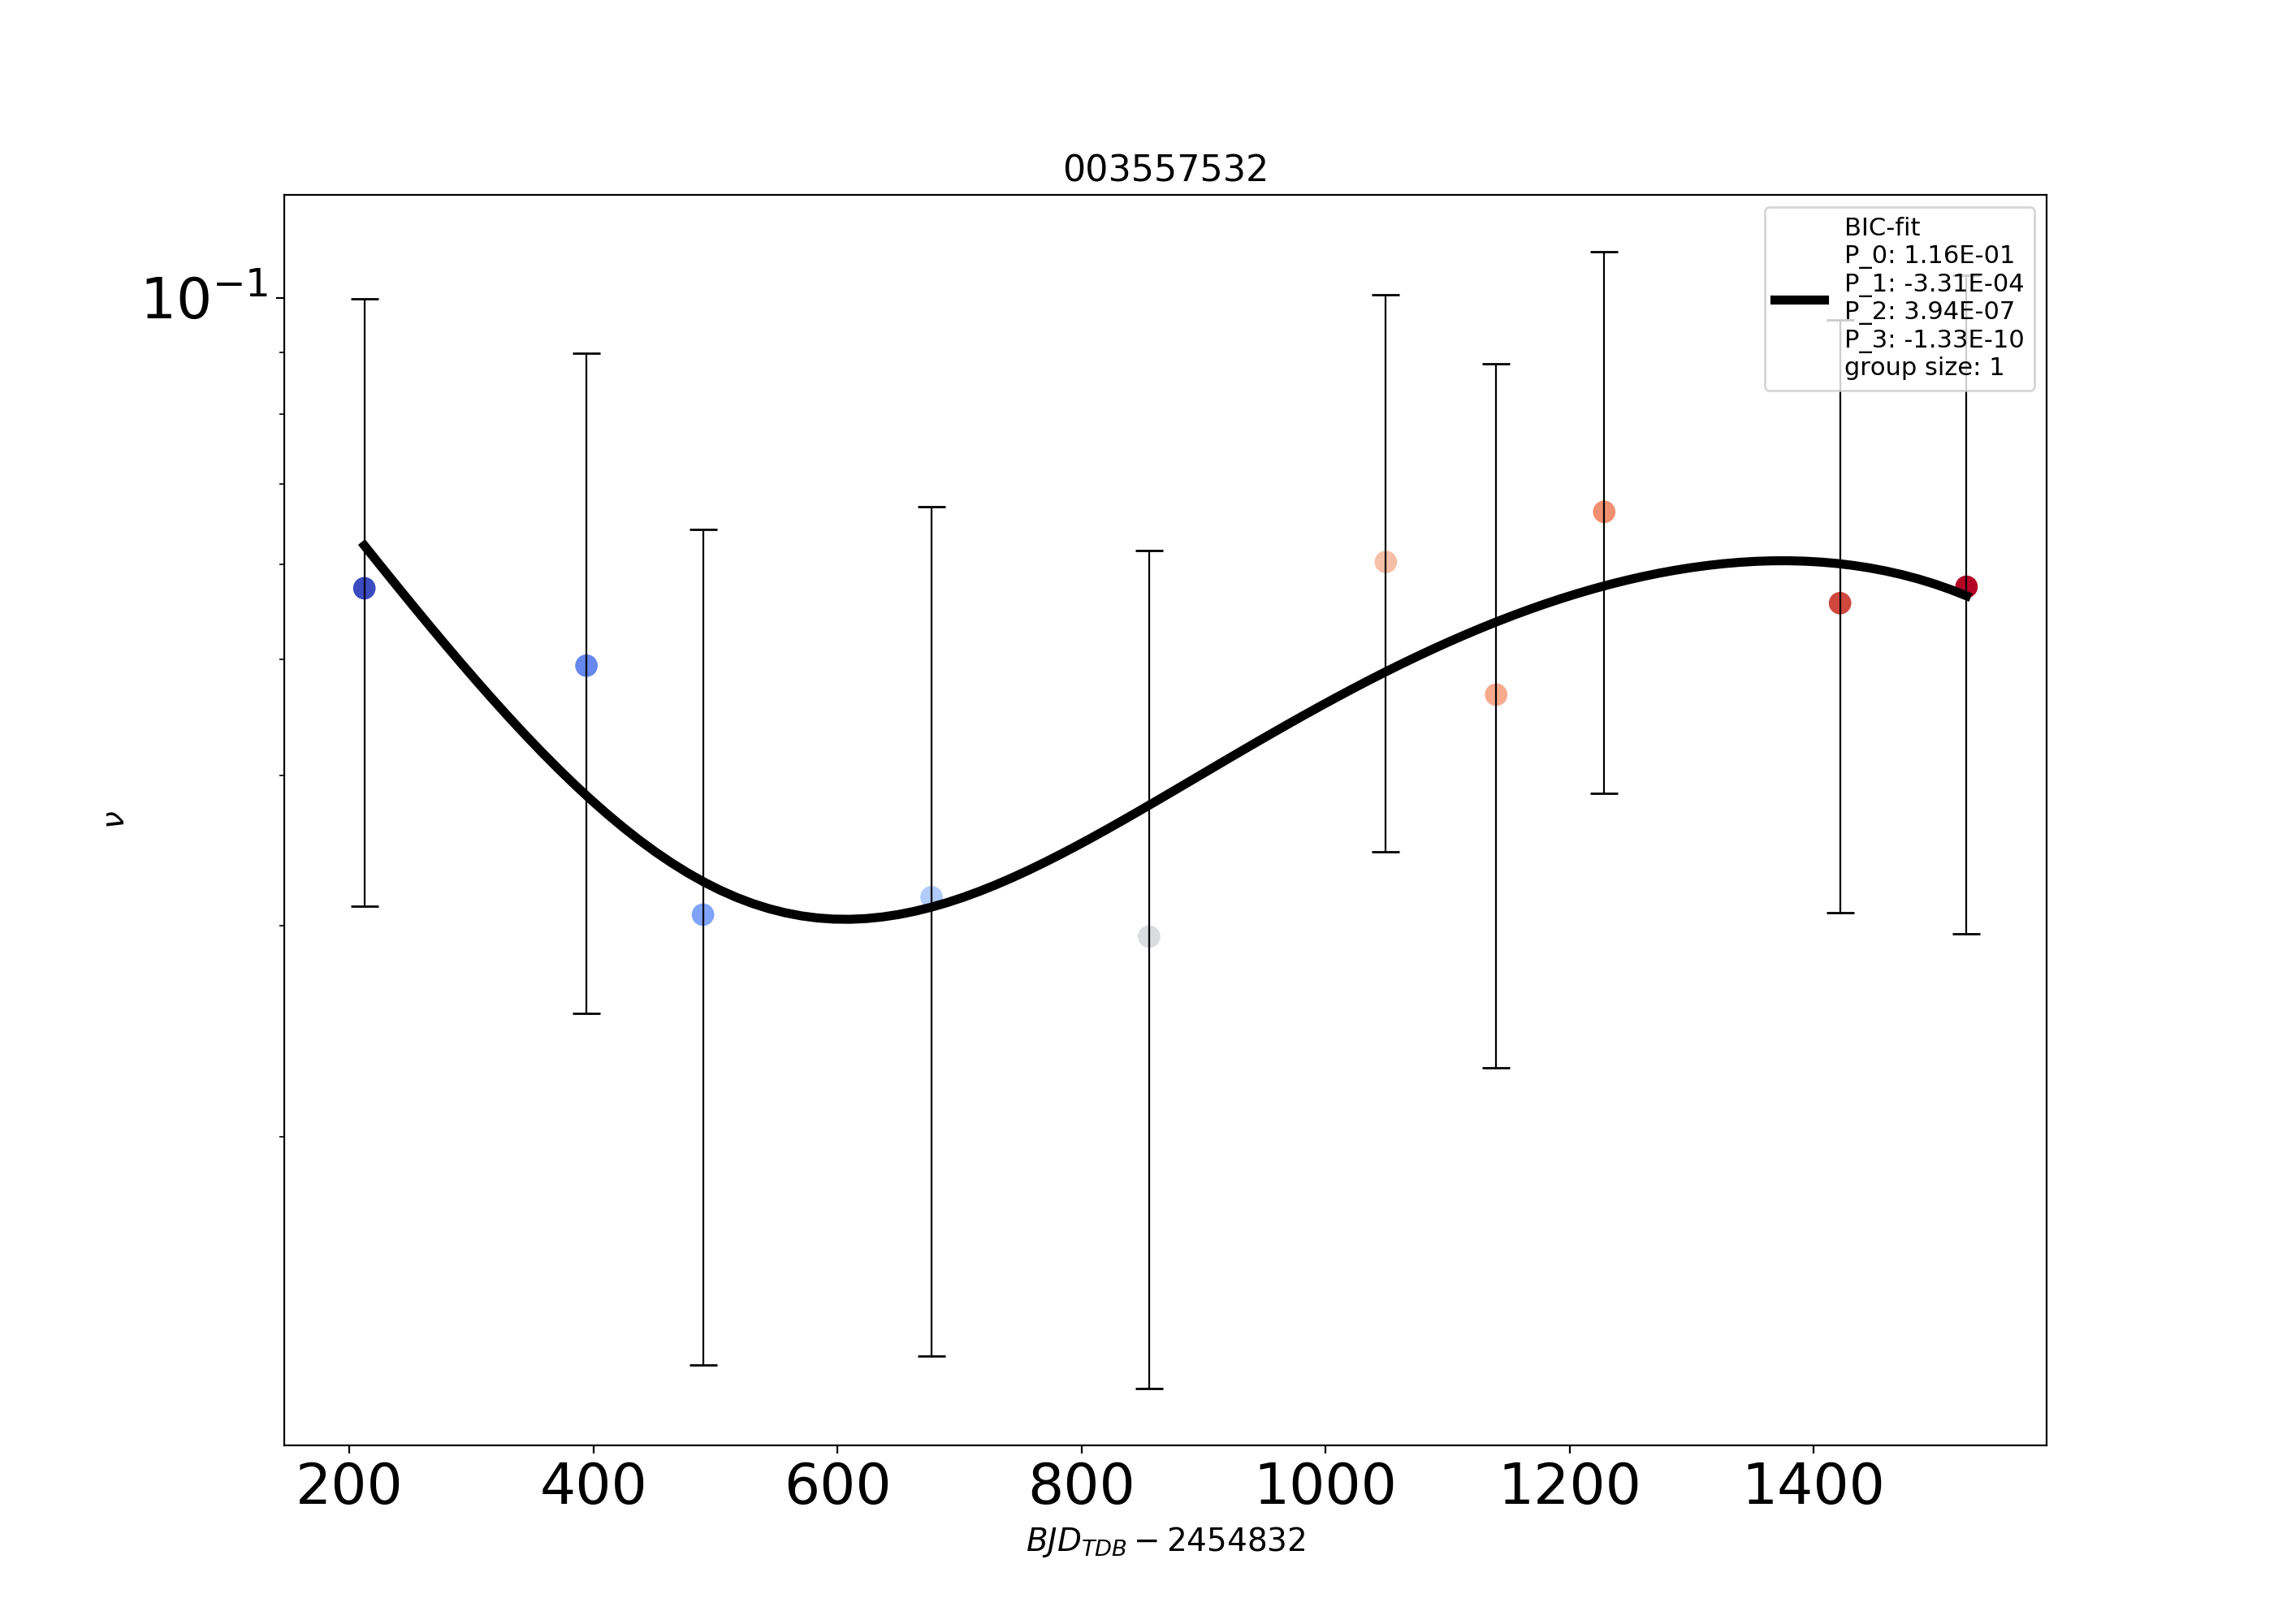 003557532
10⁻¹
BIC-fit
P_0: 1.16E-01
P_1: -3.31E-04
P_2: 3.94E-07
P_3: -1.33E-10
group size: 1
ν
200 400 600 800 1000 1200 1400
BJD_TDB − 2454832